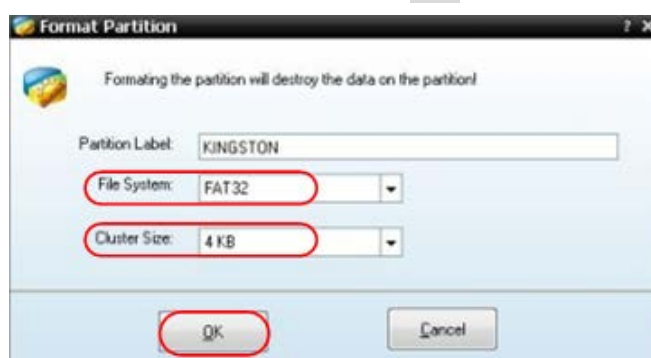 Format Partition ? X
Formating the partition will destroy the data on the partition!
Partition Label: KINGSTON
File System: FAT32
Cluster Size: 4 KB
OK Cancel